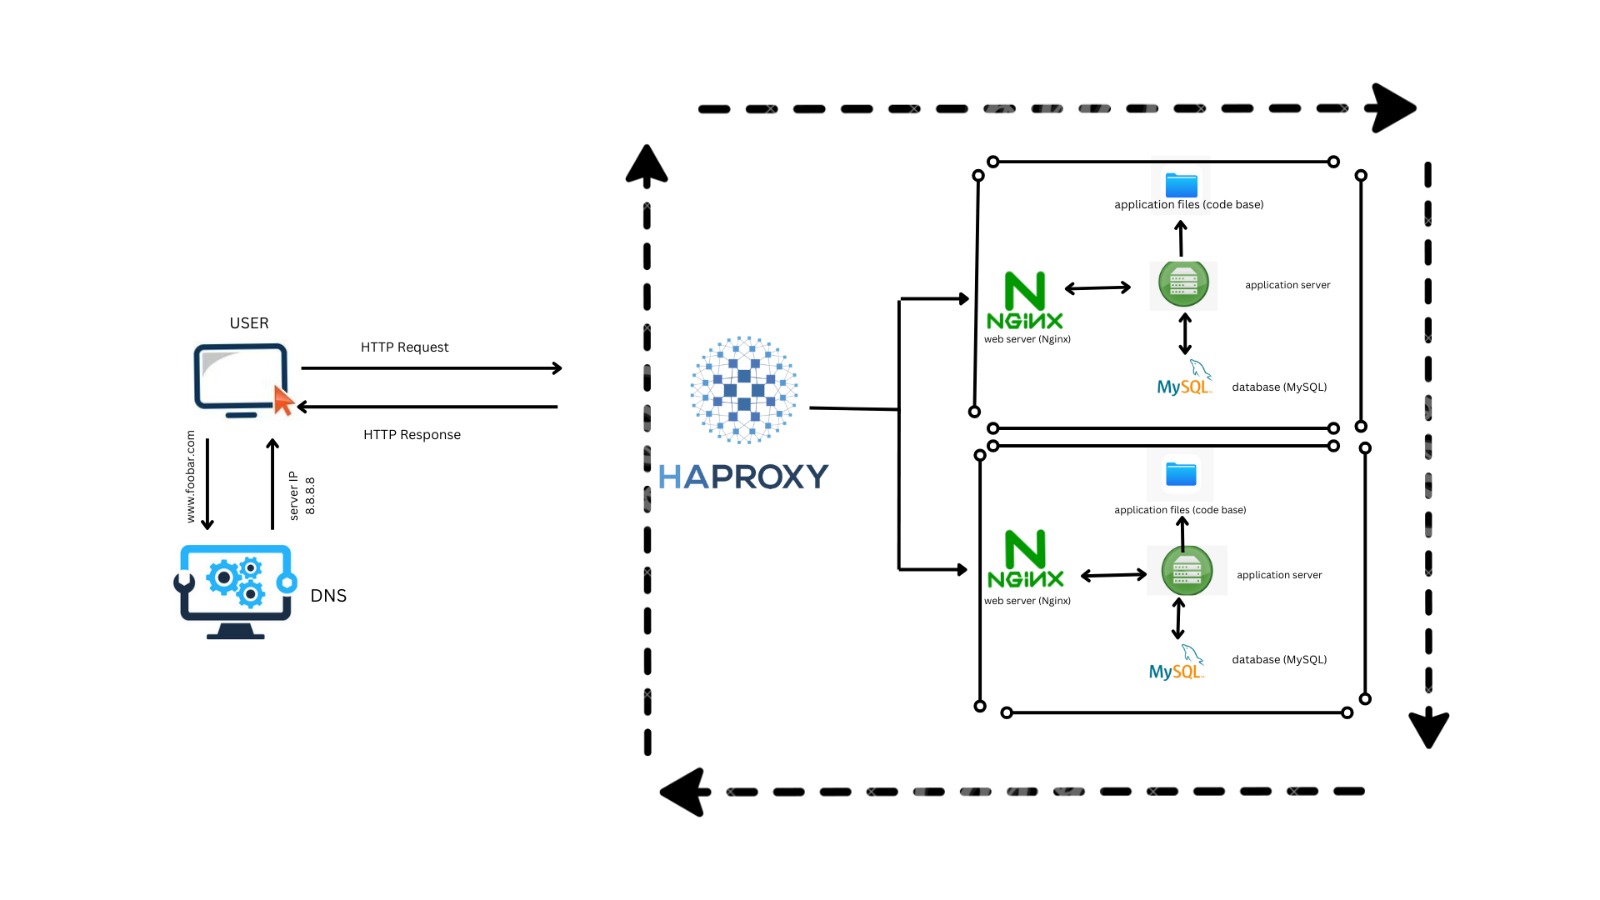 USER
HTTP Request
HTTP Response
www.foobar.com
server IP
8.8.8.8
DNS
HAPROXY
application files (code base)
NGINX
web server (Nginx)
application server
MySQL
database (MySQL)
application files (code base)
NGINX
web server (Nginx)
application server
MySQL
database (MySQL)